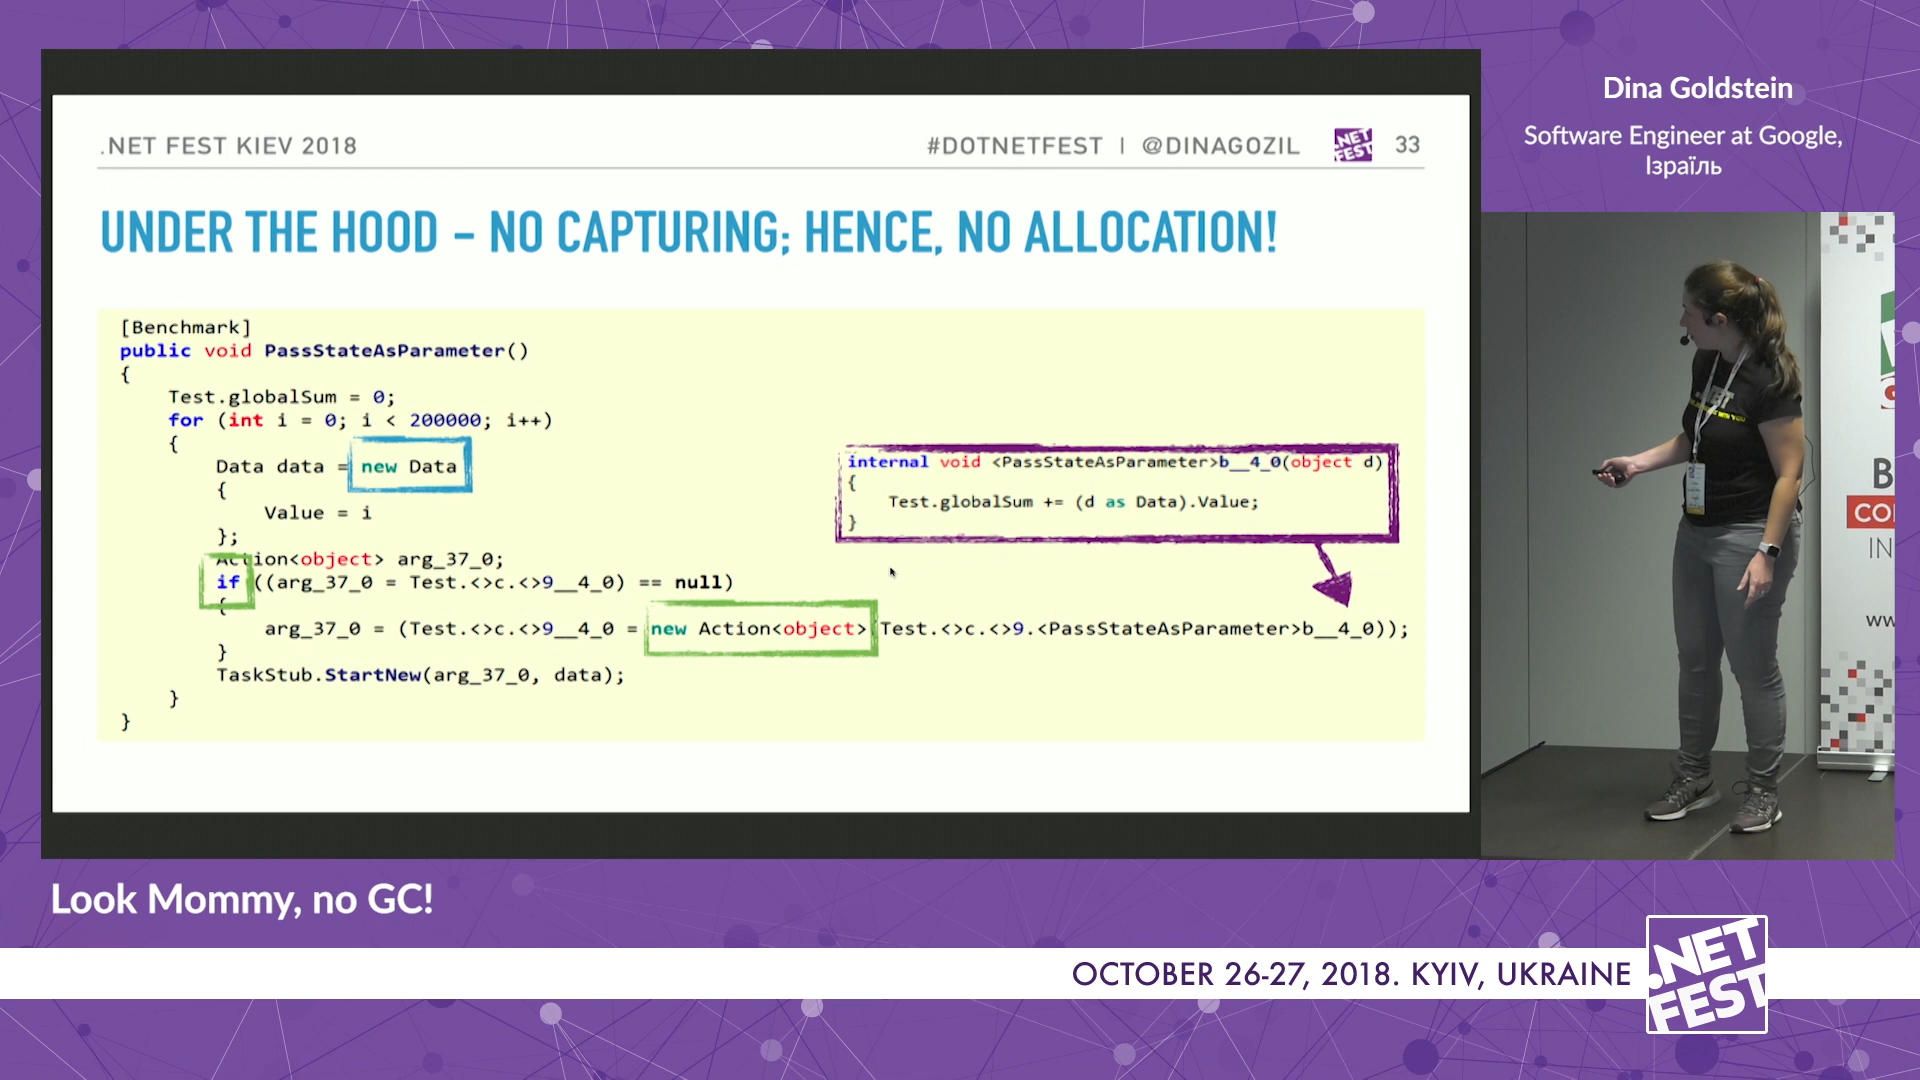 Dina Goldstein
Software Engineer at Google,
Ізраїль
.NET FEST KIEV 2018
#DOTNETFEST | @DINAGOZIL
.NET
FEST
33
UNDER THE HOOD – NO CAPTURING; HENCE, NO ALLOCATION!
[Benchmark]
public void PassStateAsParameter()
{
Test.globalSum = 0;
for (int i = 0; i < 200000; i++)
{
Data data = new Data
{
Value = i
};
Action<object> arg_37_0;
if ((arg_37_0 = Test.<>c.<>9__4_0) == null)
{
arg_37_0 = (Test.<>c.<>9__4_0 = new Action<object>(Test.<>c.<>9.<PassStateAsParameter>b__4_0));
}
TaskStub.StartNew(arg_37_0, data);
}
}
internal void <PassStateAsParameter>b__4_0(object d)
{
Test.globalSum += (d as Data).Value;
}
Look Mommy, no GC!
OCTOBER 26-27, 2018. KYIV, UKRAINE
.NET
FEST